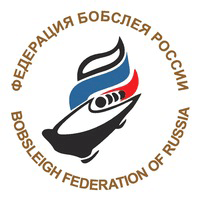 ФЕДЕРАЦИЯ БОБСЛЕЯ РОССИИ
BOBSLEIGH FEDERATION OF RUSSIA